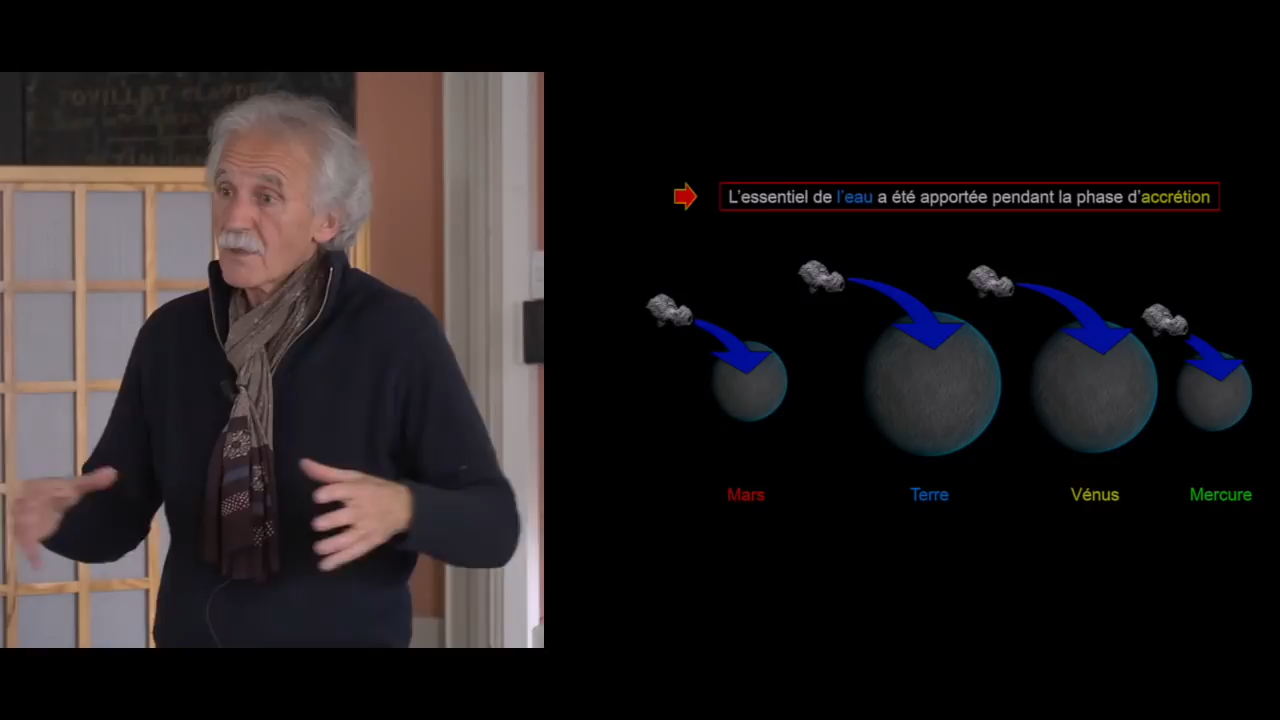 L'essentiel de l'eau a été apportée pendant la phase d'accrétion
Mars
Terre
Vénus
Mercure